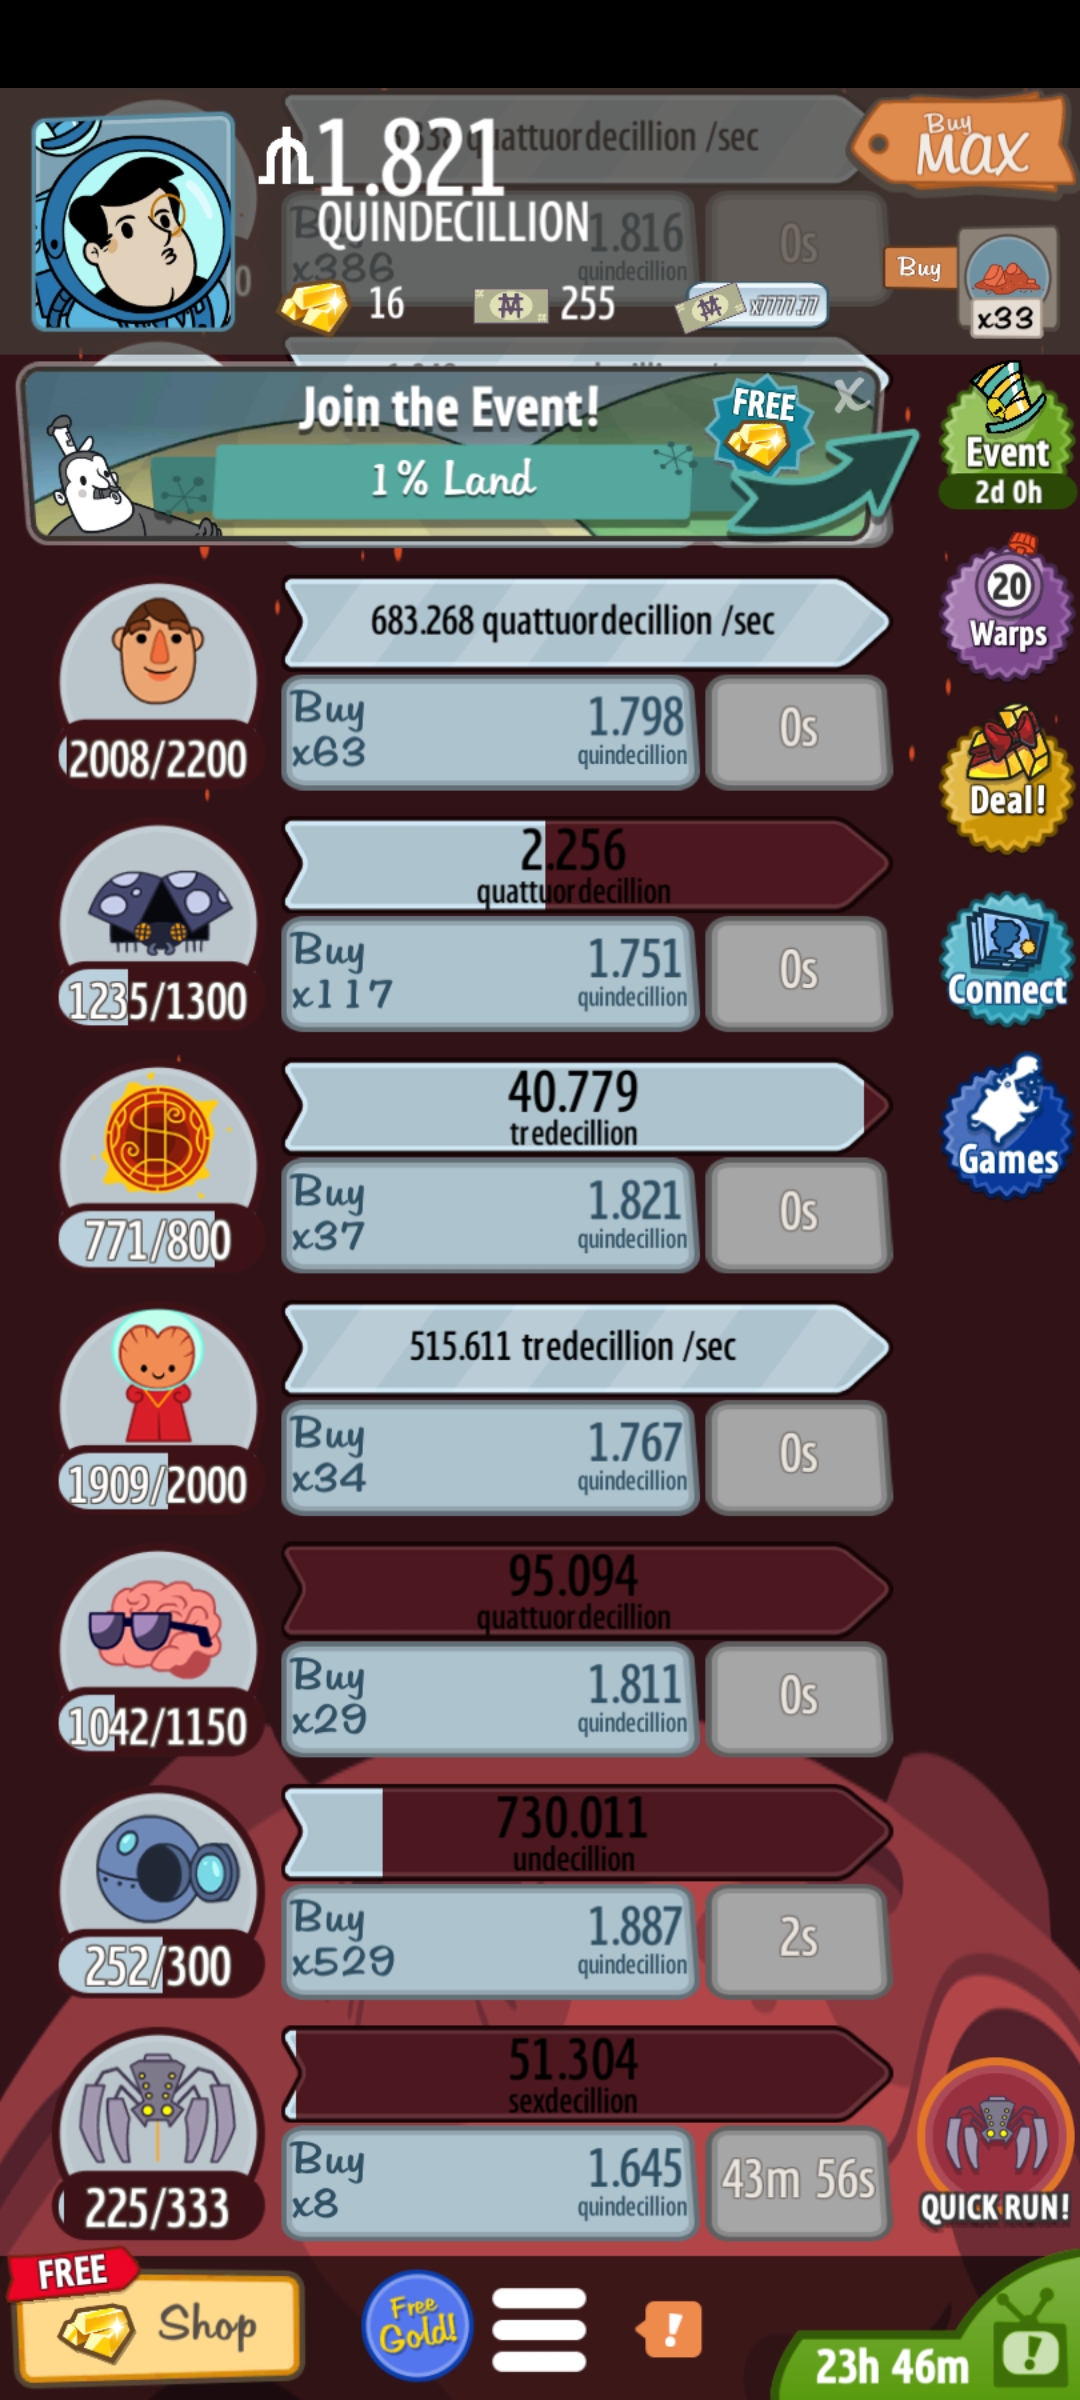 1.821
QUINDECILLION
quattuordecillion /sec
Buy
MAX
x386
1.816
quindecillion
0s
16
255
x7777.77
Buy
x33
Join the Event!
1% Land
FREE
X
Event
2d 0h
683.268 quattuordecillion /sec
2008/2200
Buy
x63
1.798
quindecillion
0s
20
Warps
Deal!
2.256
quattuordecillion
1235/1300
Buy
x117
1.751
quindecillion
0s
Connect
40.779
tredecillion
771/800
Buy
x37
1.821
quindecillion
0s
Games
515.611 tredecillion /sec
1909/2000
Buy
x34
1.767
quindecillion
0s
95.094
quattuordecillion
1042/1150
Buy
x29
1.811
quindecillion
0s
730.011
undecillion
252/300
Buy
x529
1.887
quindecillion
2s
51.304
sexdecillion
225/333
Buy
x8
1.645
quindecillion
43m 56s
QUICK RUN!
FREE
Shop
Free
Gold!
!
23h 46m
!